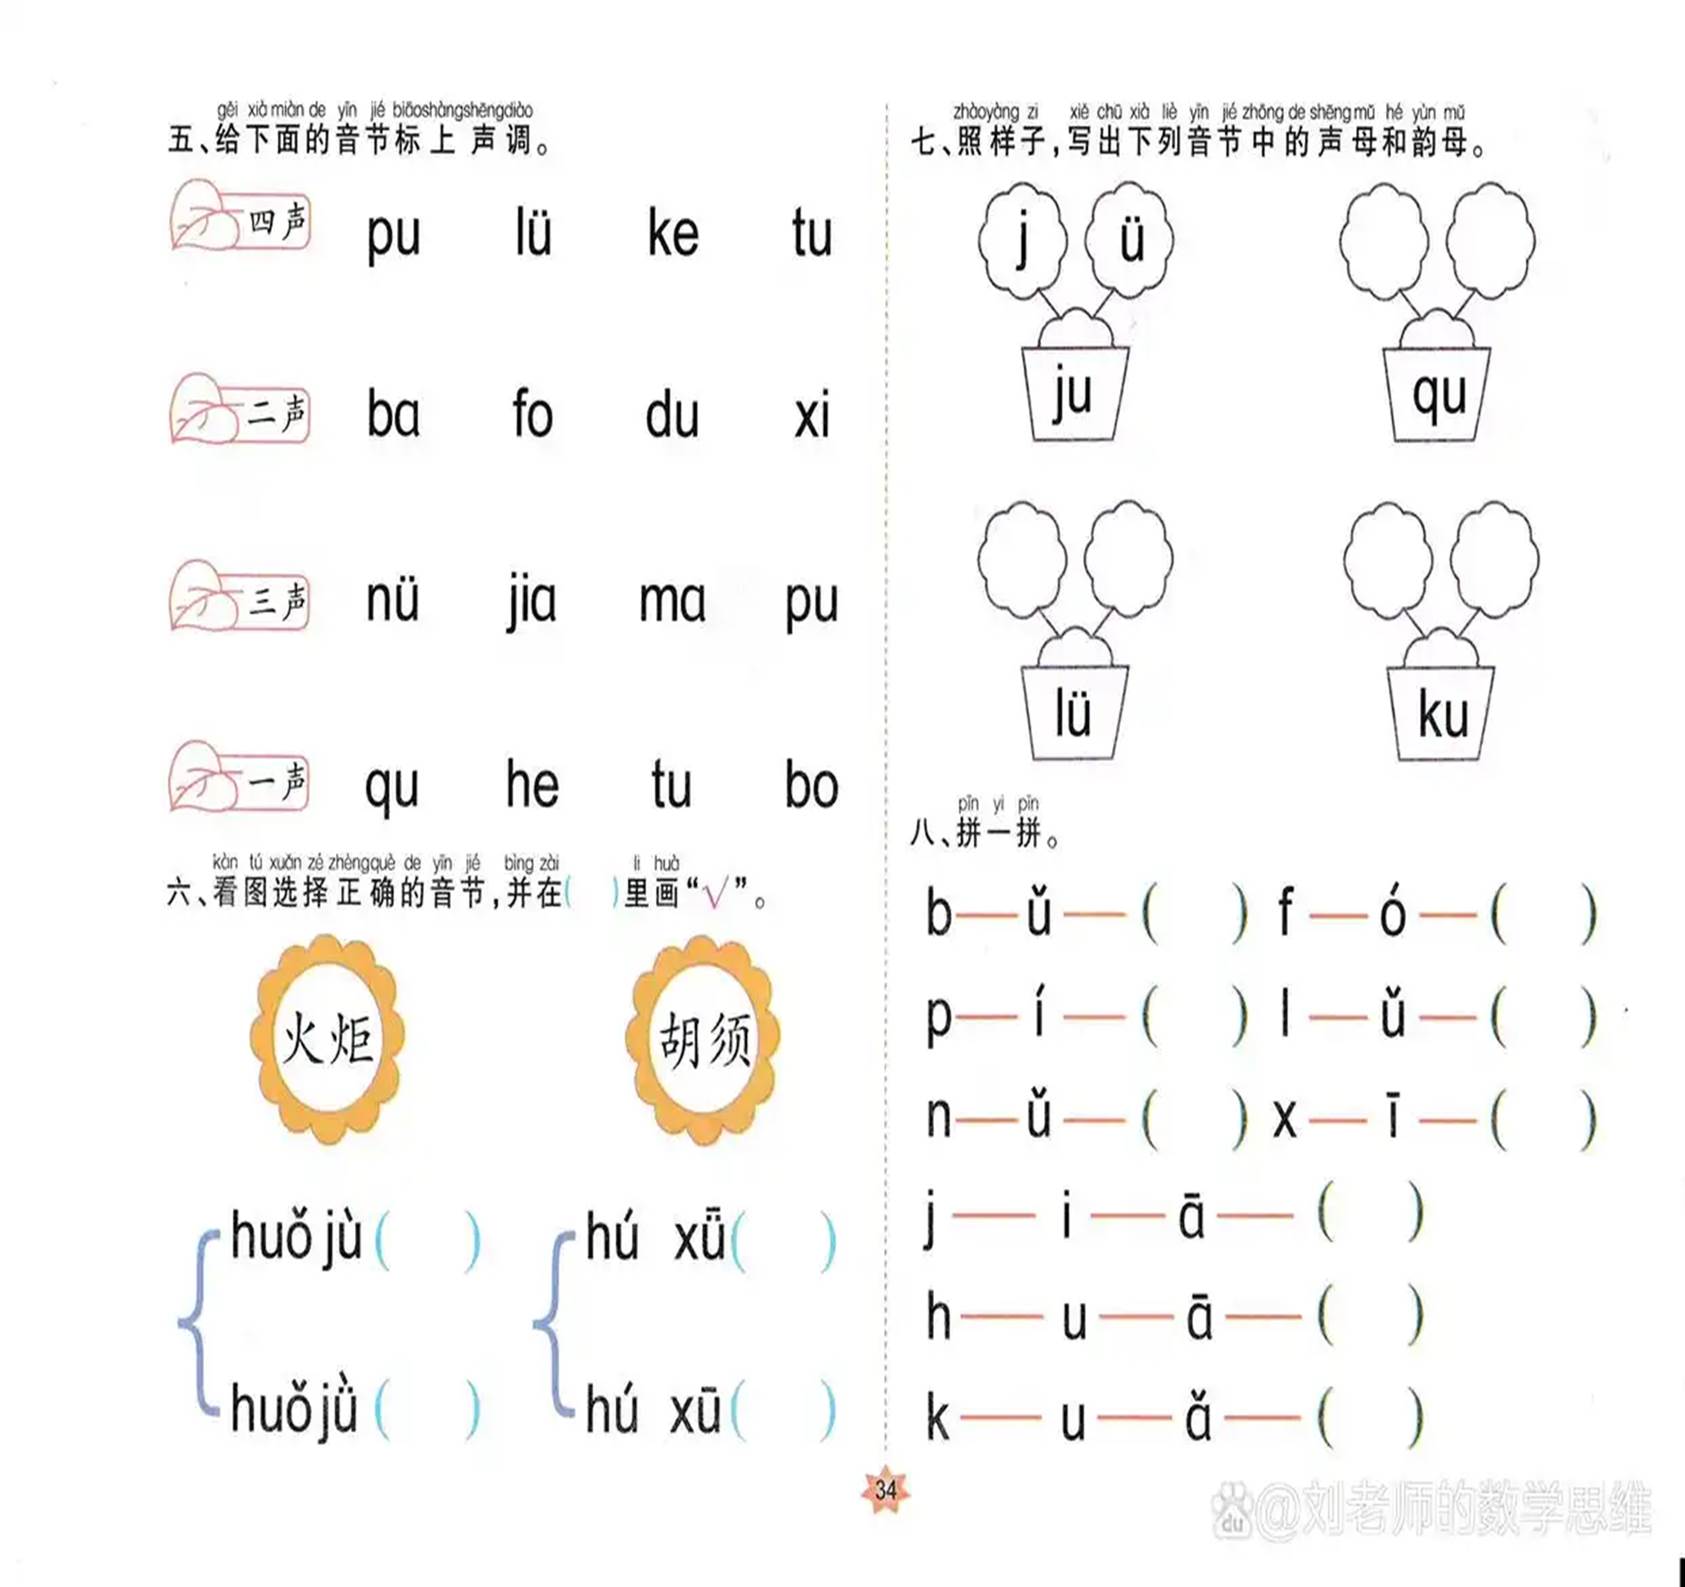 gěi xià miàn de yīn jié biāoshàngshēngdiào
五、给下面的音节标上声调。
四声 pu lü ke tu
二声 ba fo du xi
三声 nü jia ma pu
一声 qu he tu bo
kàn tú xuǎn zé zhèngquè de yīn jié bìng zài li huà
六、看图选择正确的音节,并在( )里画“√”。
火炬 胡须
huǒ jù( ) hú xǖ( )
huǒ jǜ( ) hú xū( )
zhàoyàng zi xiě chū xià liè yīn jié zhōng de shēng mǔ hé yùn mǔ
七、照样子,写出下列音节中的声母和韵母。
j ü
ju qu
lü ku
pīn yi pīn
八、拼一拼。
b—ǔ—( ) f—ó—( )
p—í—( ) l—ǔ—( )
n—ǔ—( ) x—ī—( )
j—i—ā—( )
h—u—ā—( )
k—u—ǎ—( )
34
du @刘老师的数学思维